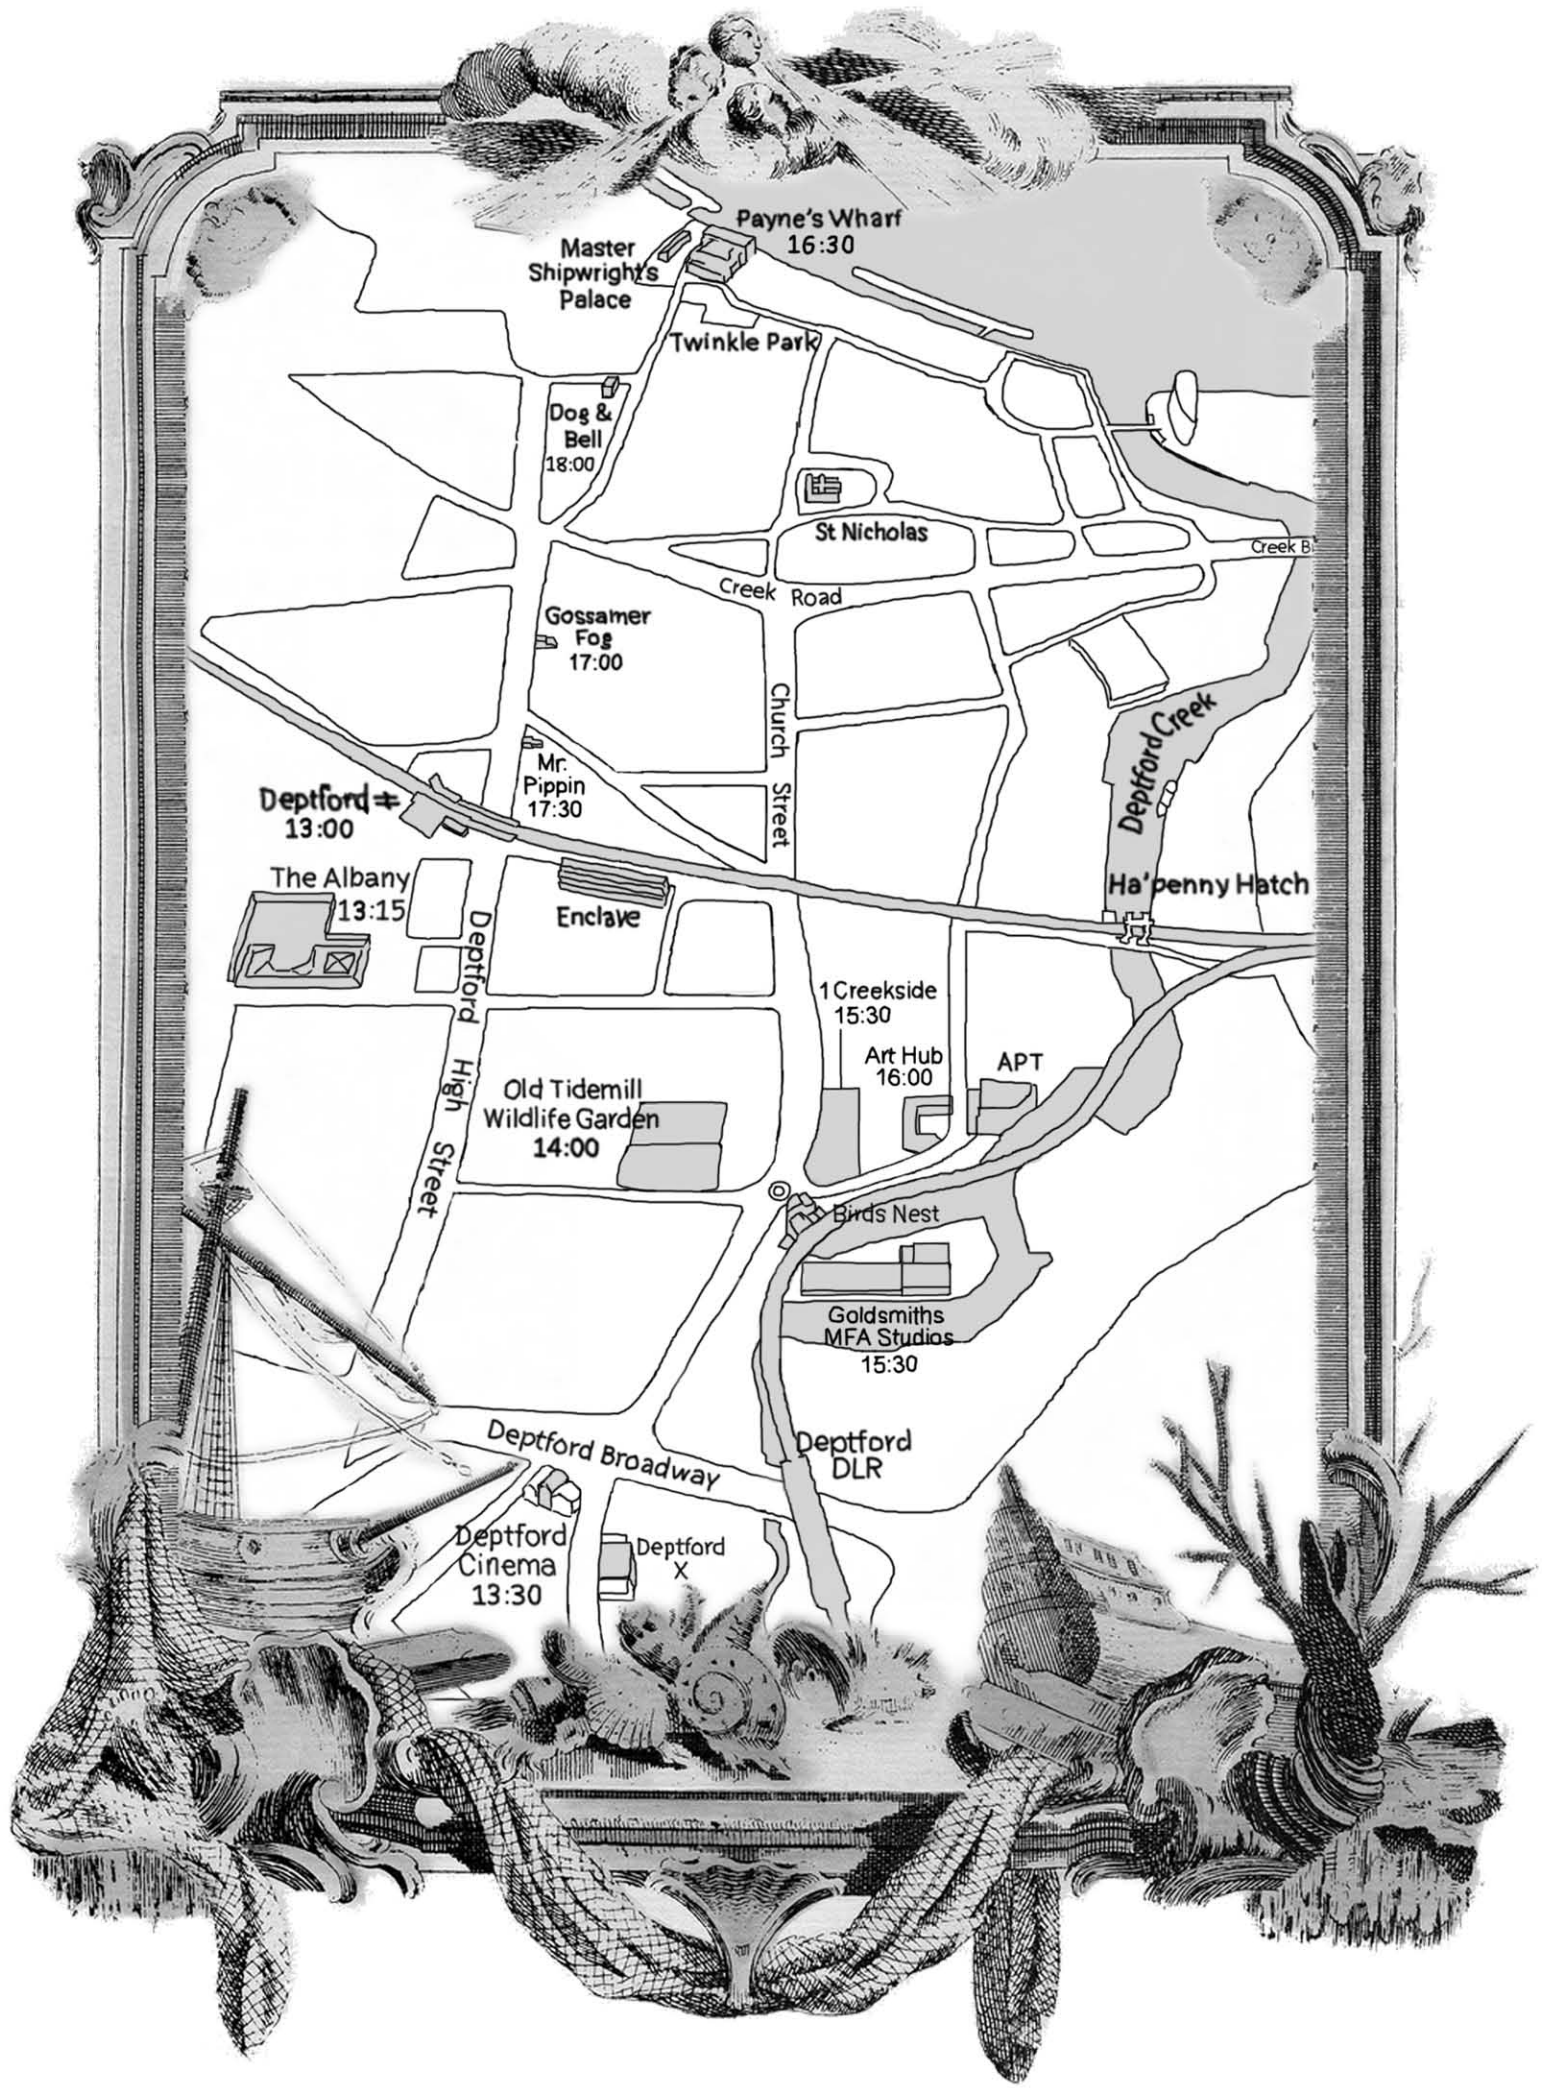 Payne's Wharf
16:30
Master
Shipwright's
Palace
Twinkle Park
Dog &
Bell
18:00
St Nicholas
Creek B
Creek Road
Gossamer
Fog
17:00
Church Street
Deptford Creek
Mr.
Pippin
17:30
Deptford
13:00
The Albany
13:15
Ha'penny Hatch
Enclave
Deptford High Street
1 Creekside
15:30
Art Hub
16:00
APT
Old Tidemill
Wildlife Garden
14:00
Birds Nest
Goldsmiths
MFA Studios
15:30
Deptford Broadway
Deptford
DLR
Deptford
Cinema
13:30
Deptford
X